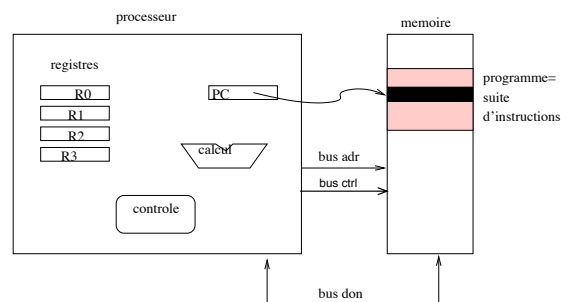 processeur
memoire
registres
R0
R1
R2
R3
PC
calcul
controle
programme=
suite
d'instructions
bus adr
bus ctrl
bus don